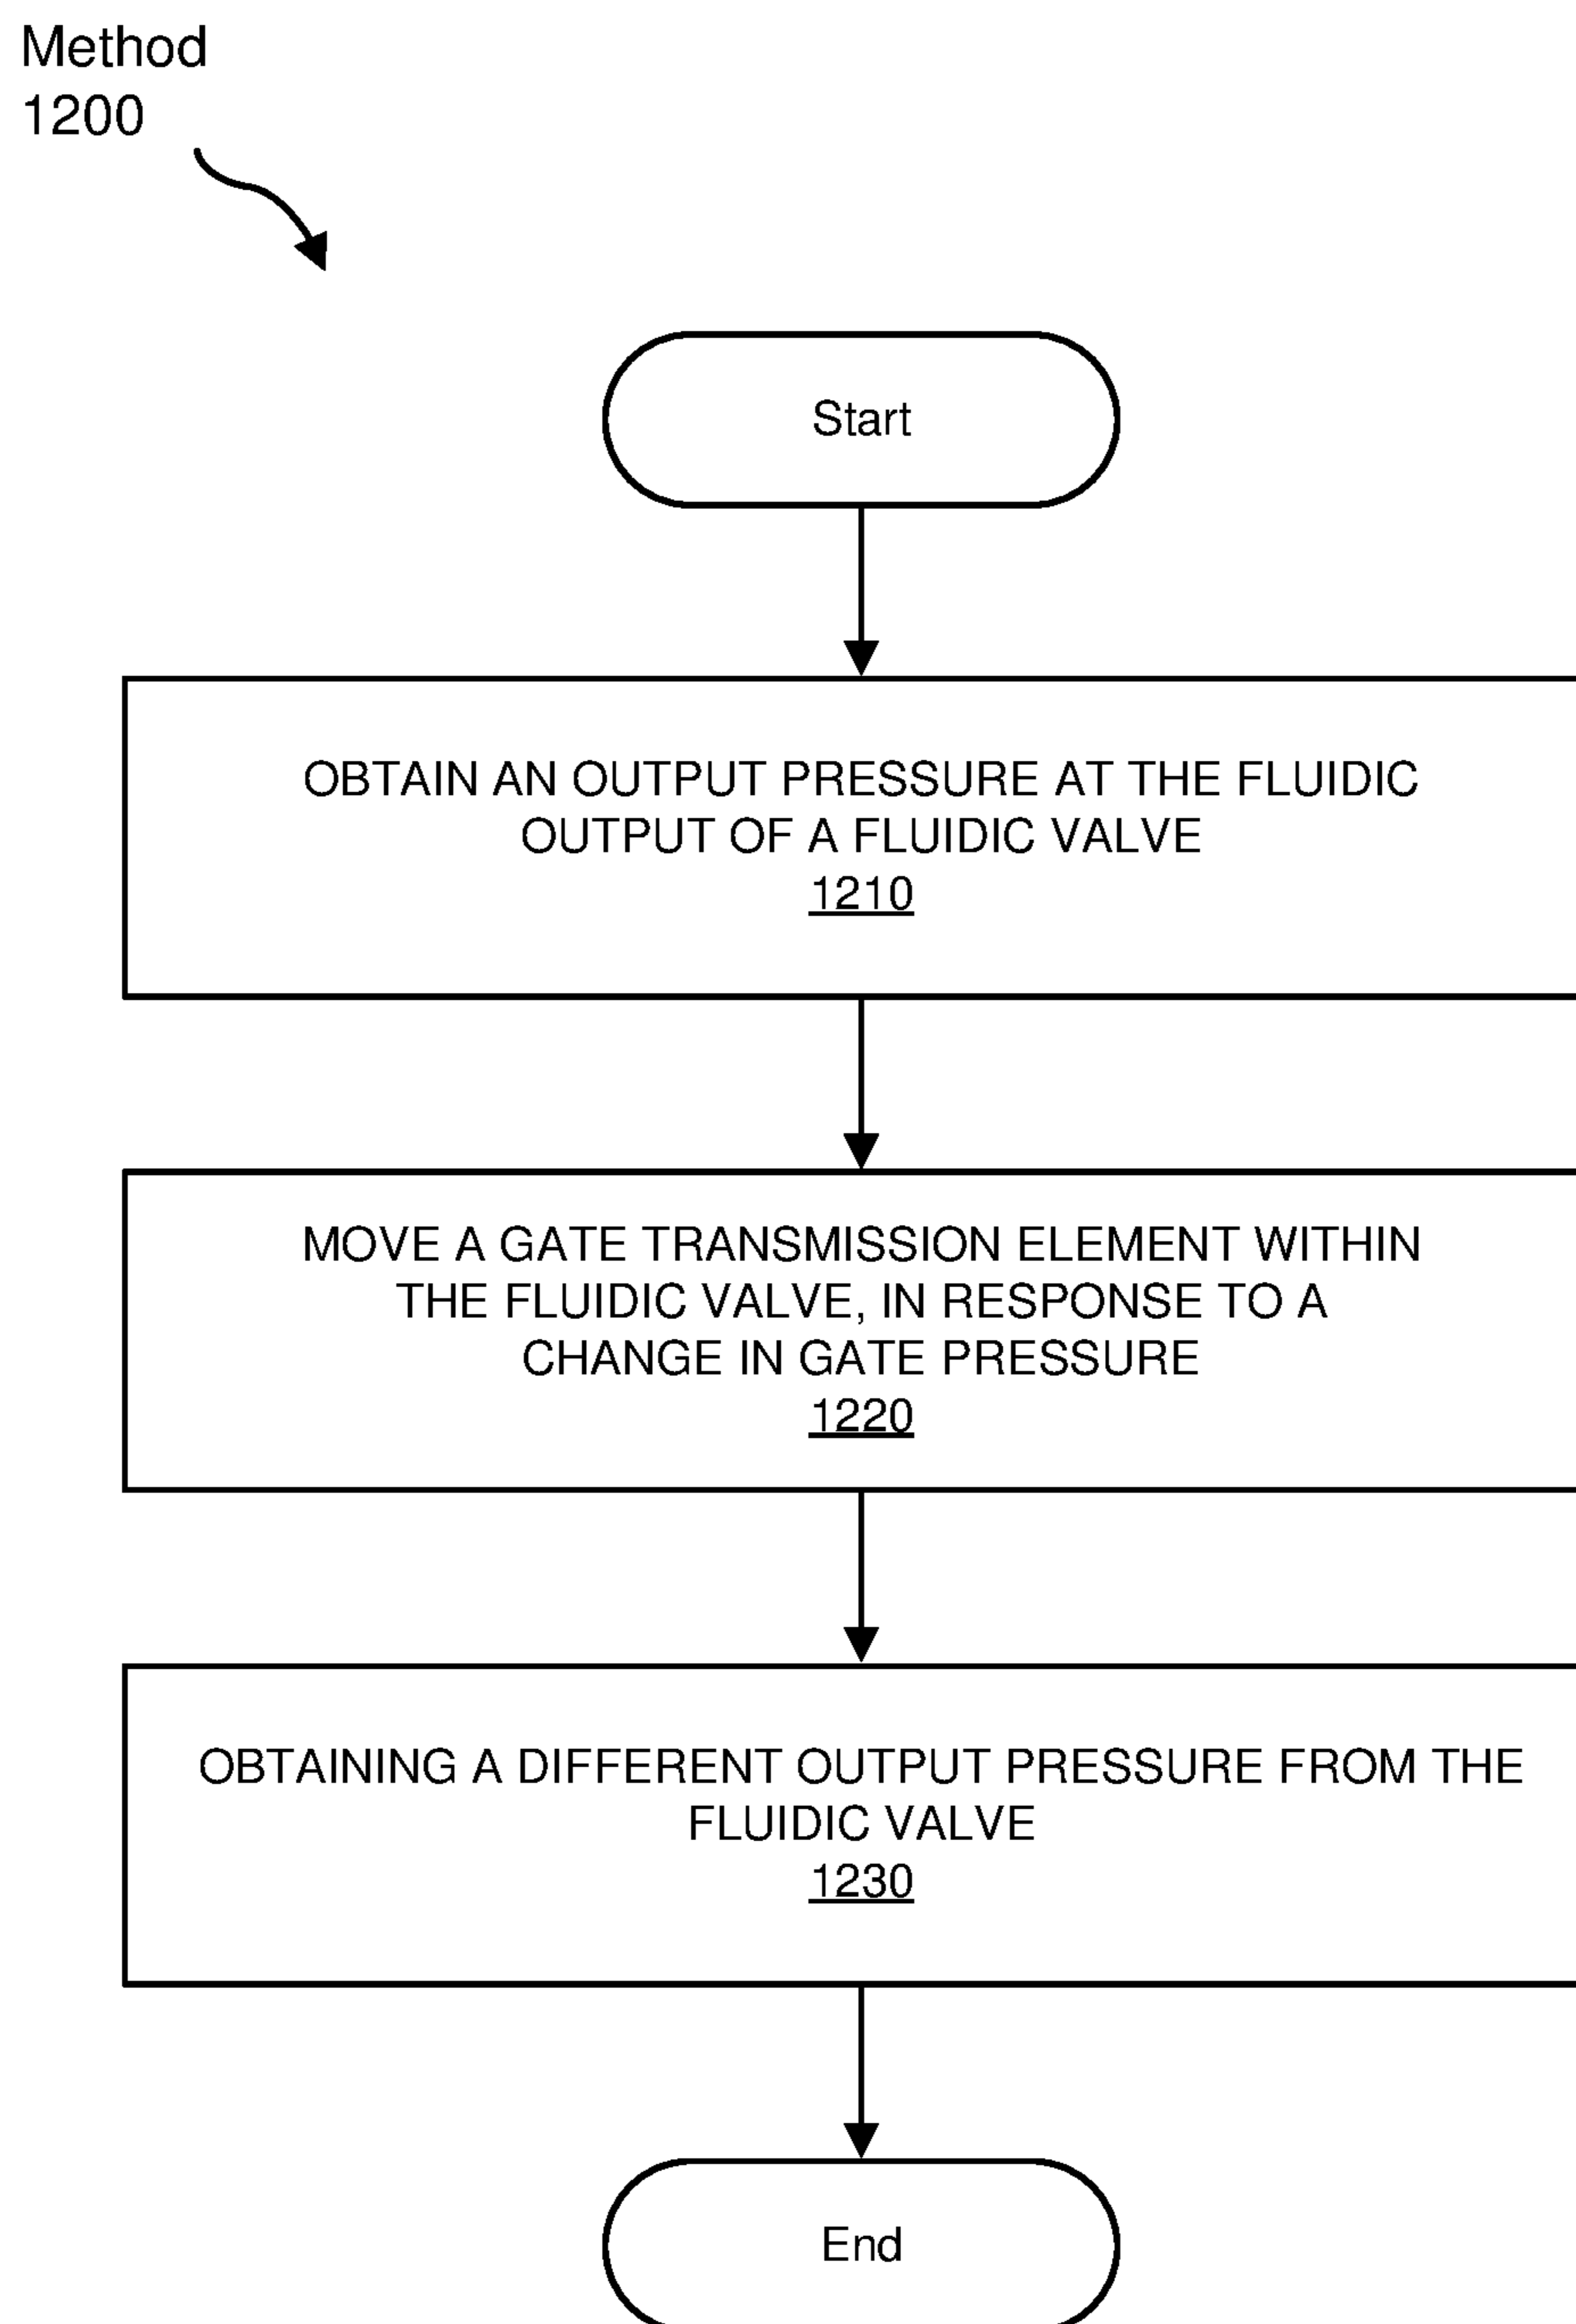 Method
1200
Start
OBTAIN AN OUTPUT PRESSURE AT THE FLUIDIC
OUTPUT OF A FLUIDIC VALVE
1210
MOVE A GATE TRANSMISSION ELEMENT WITHIN
THE FLUIDIC VALVE, IN RESPONSE TO A
CHANGE IN GATE PRESSURE
1220
OBTAINING A DIFFERENT OUTPUT PRESSURE FROM THE
FLUIDIC VALVE
1230
End